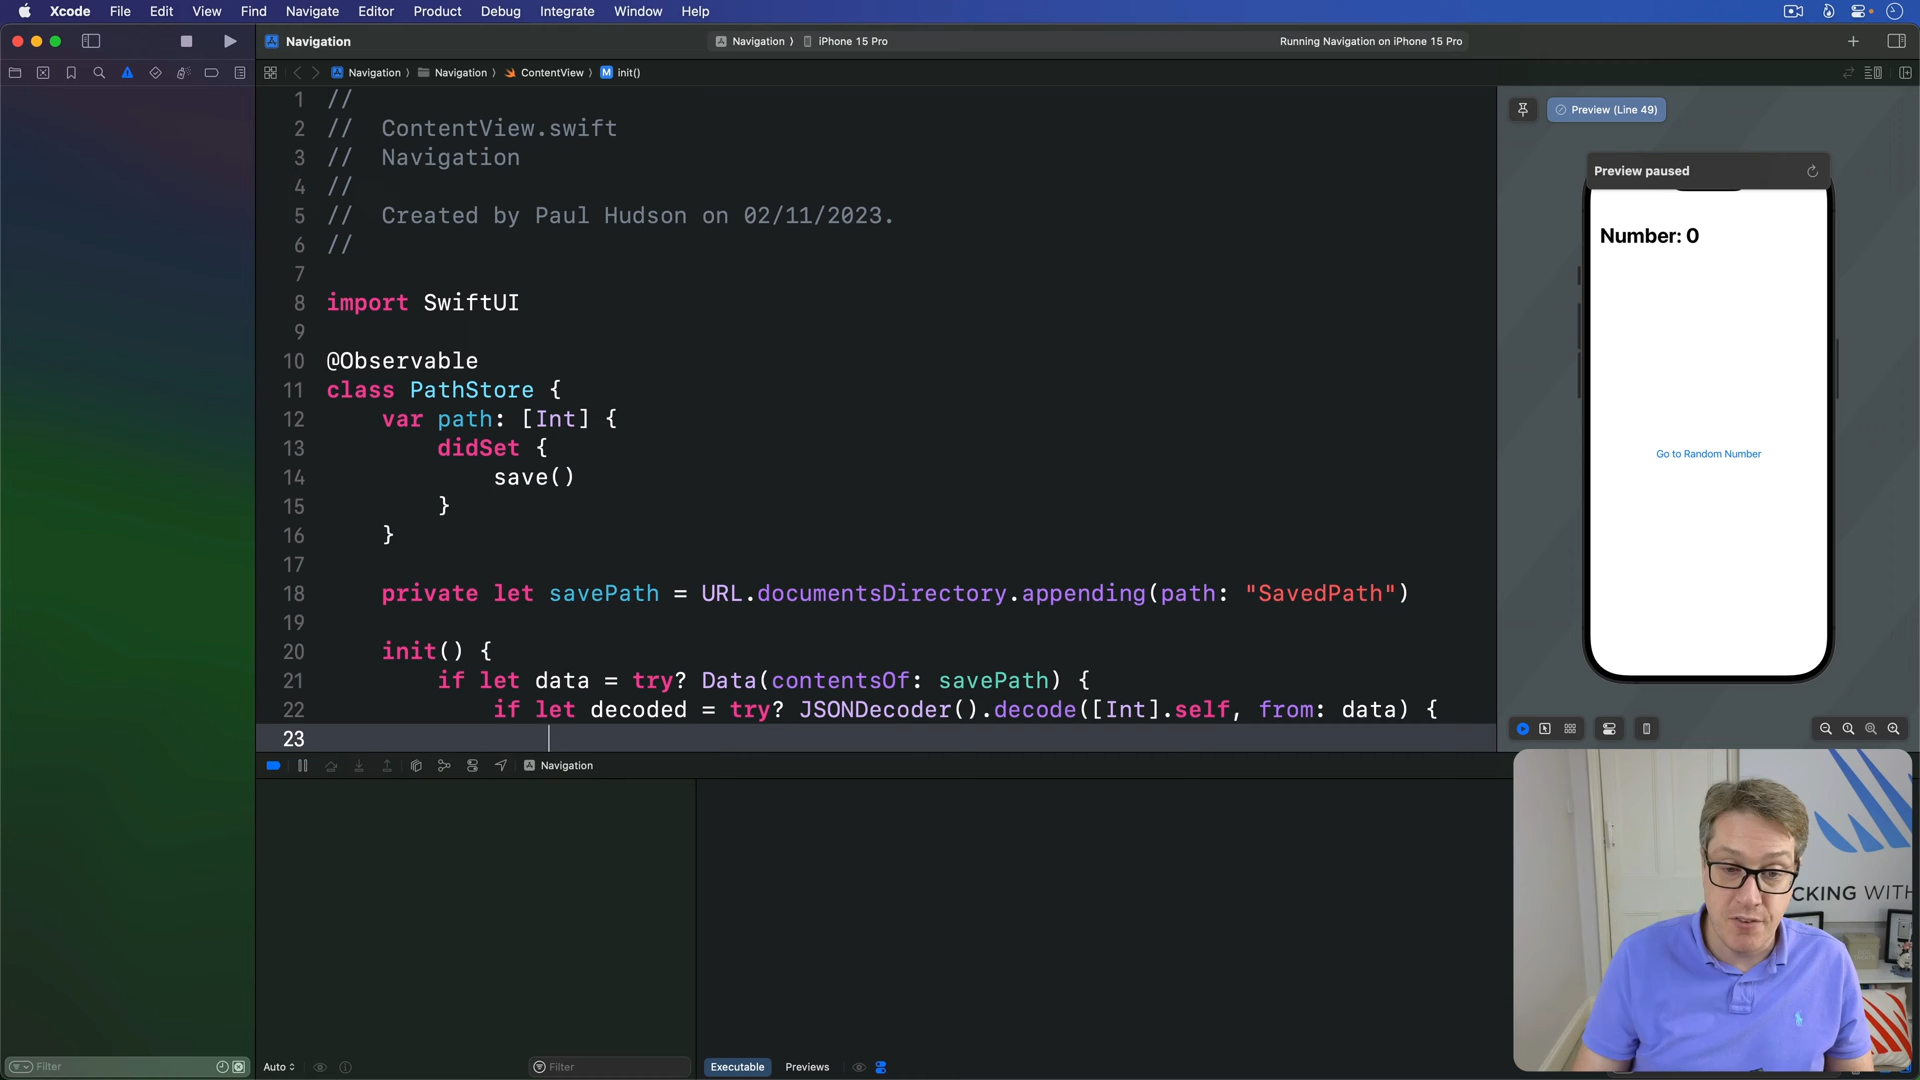 Xcode File Edit View Find Navigate Editor Product Debug Integrate Window Help
Navigation
Navigation 〉 iPhone 15 Pro
Running Navigation on iPhone 15 Pro
Navigation 〉 Navigation 〉 ContentView 〉 M init()
1 //
2 // ContentView.swift
3 // Navigation
4 //
5 // Created by Paul Hudson on 02/11/2023.
6 //
7
8 import SwiftUI
9
10 @Observable
11 class PathStore {
12 var path: [Int] {
13 didSet {
14 save()
15 }
16 }
17
18 private let savePath = URL.documentsDirectory.appending(path: "SavedPath")
19
20 init() {
21 if let data = try? Data(contentsOf: savePath) {
22 if let decoded = try? JSONDecoder().decode([Int].self, from: data) {
23
Preview (Line 49)
Preview paused
Number: 0
Go to Random Number
Navigation
CKING WITH
Filter
Auto
Filter
Executable Previews